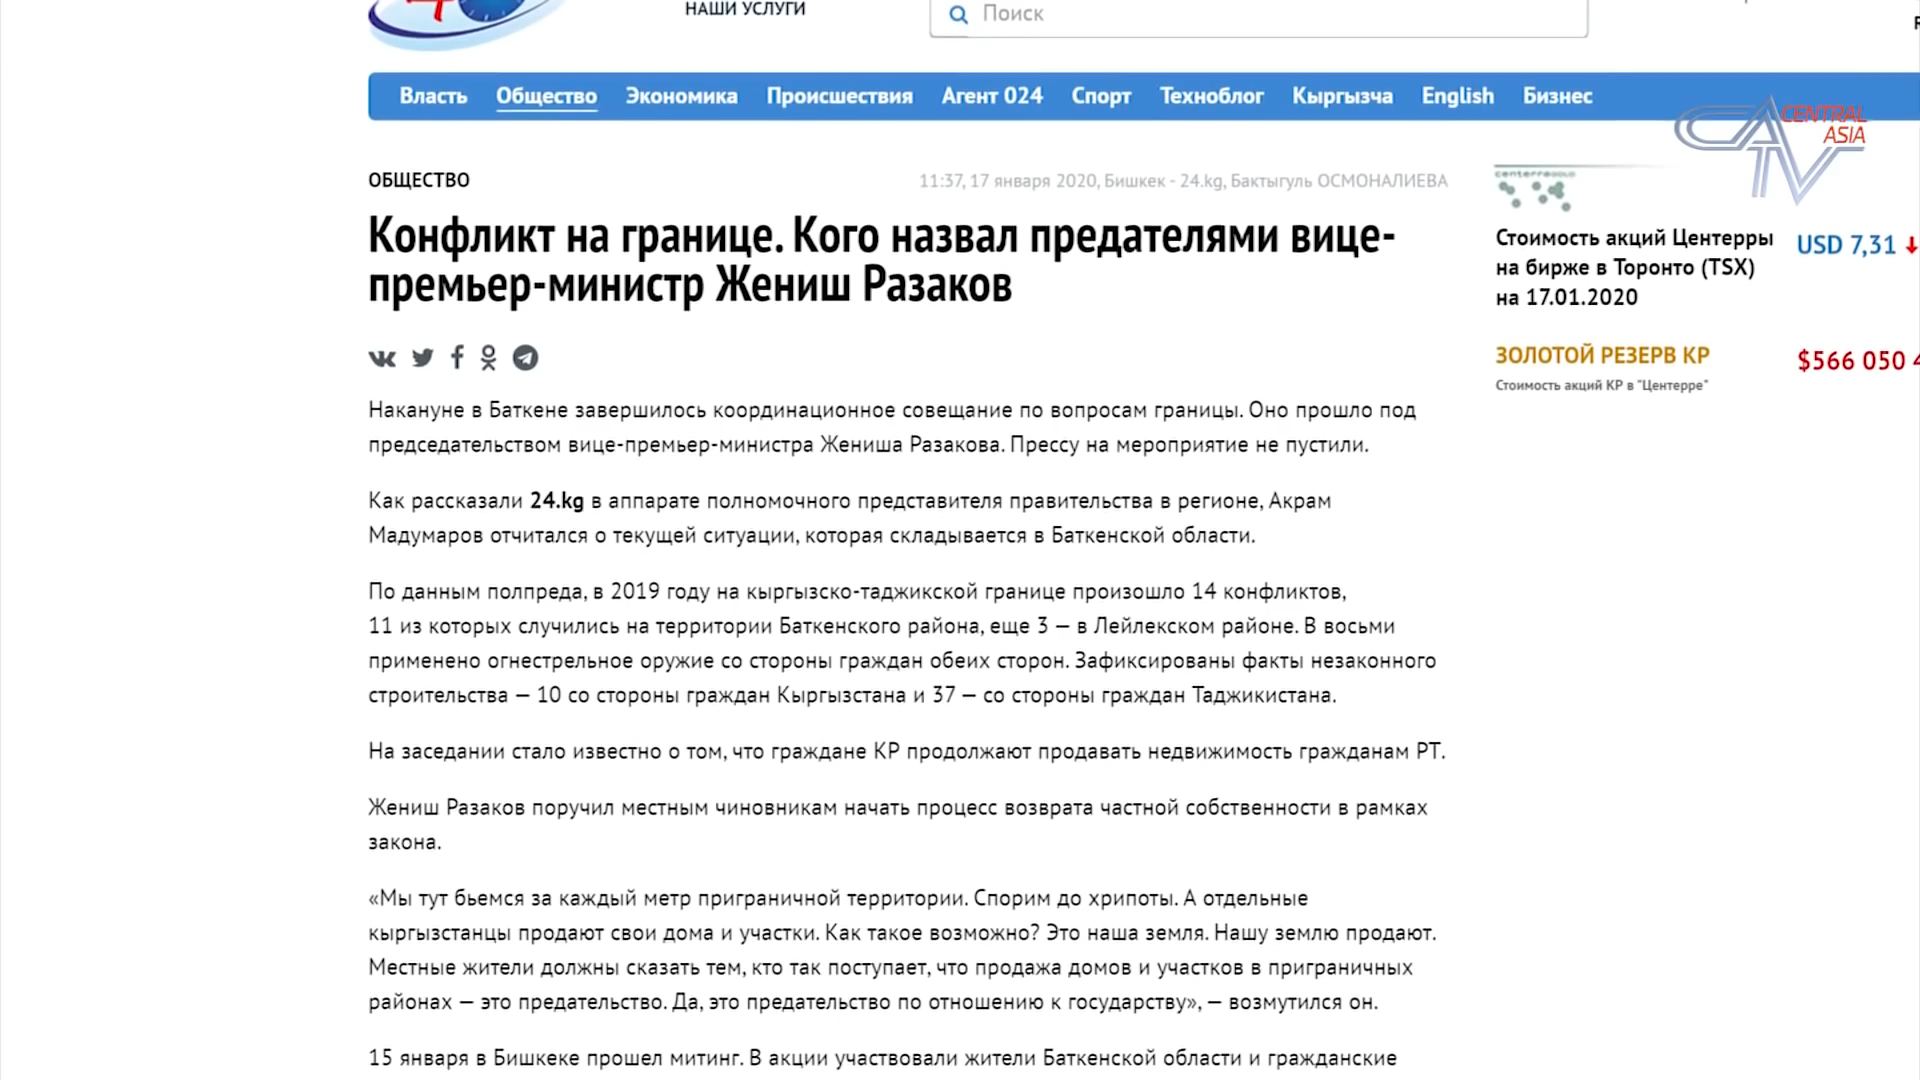 НАШИ УСЛУГИ
Поиск
Власть Общество Экономика Происшествия Агент 024 Спорт Техноблог Кыргызча English Бизнес
CATV CENTRAL
ASIA
ОБЩЕСТВО
11:37, 17 января 2020, Бишкек - 24.kg, Бактыгуль ОСМОНАЛИЕВА
Конфликт на границе. Кого назвал предателями вице-
премьер-министр Жениш Разаков
Накануне в Баткене завершилось координационное совещание по вопросам границы. Оно прошло под
председательством вице-премьер-министра Жениша Разакова. Прессу на мероприятие не пустили.
Как рассказали 24.kg в аппарате полномочного представителя правительства в регионе, Акрам
Мадумаров отчитался о текущей ситуации, которая складывается в Баткенской области.
По данным полпреда, в 2019 году на кыргызско-таджикской границе произошло 14 конфликтов,
11 из которых случились на территории Баткенского района, еще 3 — в Лейлекском районе. В восьми
применено огнестрельное оружие со стороны граждан обеих сторон. Зафиксированы факты незаконного
строительства — 10 со стороны граждан Кыргызстана и 37 — со стороны граждан Таджикистана.
На заседании стало известно о том, что граждане КР продолжают продавать недвижимость гражданам РТ.
Жениш Разаков поручил местным чиновникам начать процесс возврата частной собственности в рамках
закона.
«Мы тут бьемся за каждый метр приграничной территории. Спорим до хрипоты. А отдельные
кыргызстанцы продают свои дома и участки. Как такое возможно? Это наша земля. Нашу землю продают.
Местные жители должны сказать тем, кто так поступает, что продажа домов и участков в приграничных
районах — это предательство. Да, это предательство по отношению к государству», — возмутился он.
15 января в Бишкеке прошел митинг. В акции участвовали жители Баткенской области и гражданские
centerra GOLD
Стоимость акций Центерры
на бирже в Торонто (TSX)
на 17.01.2020
USD 7,31
ЗОЛОТОЙ РЕЗЕРВ КР
Стоимость акций КР в "Центерре"
$566 050 4